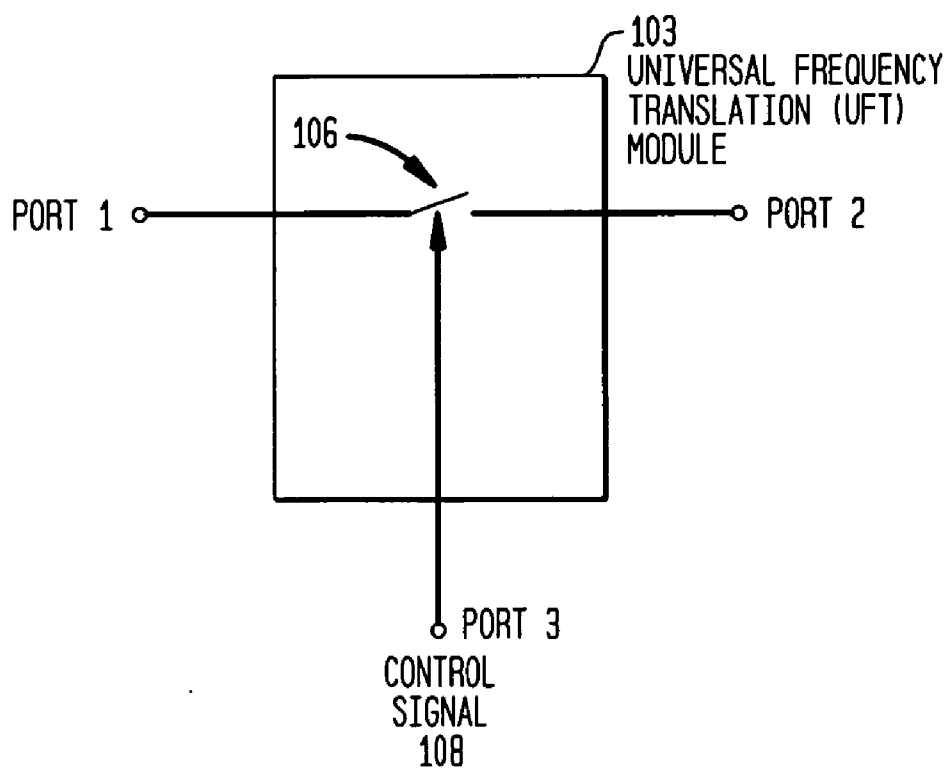 103
UNIVERSAL FREQUENCY
TRANSLATION (UFT)
MODULE
106
PORT 1
PORT 2
PORT 3
CONTROL
SIGNAL
108